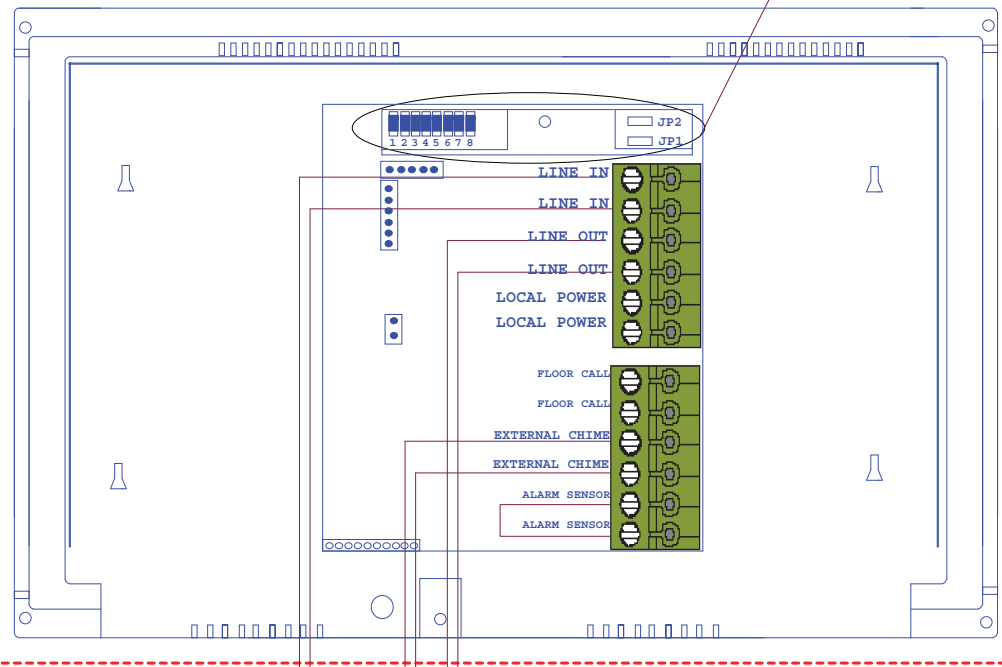 JP2
1 2 3 4 5 6 7 8 JP1
LINE IN
LINE IN
LINE OUT
LINE OUT
LOCAL POWER
LOCAL POWER
FLOOR CALL
FLOOR CALL
EXTERNAL CHIME
EXTERNAL CHIME
ALARM SENSOR
ALARM SENSOR